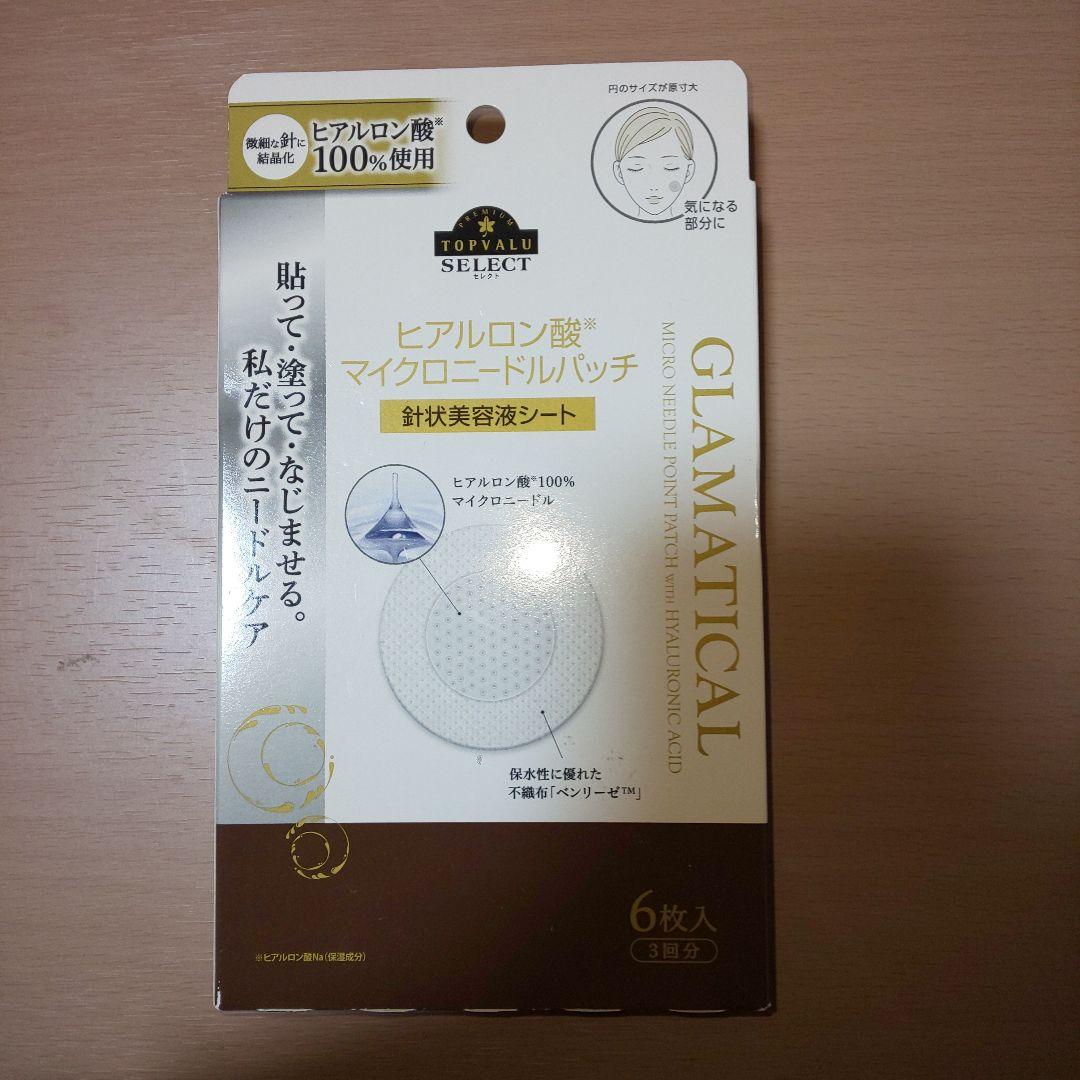 微細な針に
結晶化
ヒアルロン酸※
100%使用
円のサイズが原寸大
気になる
部分に
PREMIUM
TOPVALU
SELECT
セレクト
貼って・塗って・なじませる。
私だけのニードルケア
ヒアルロン酸※
マイクロニードルパッチ
針状美容液シート
ヒアルロン酸※100%
マイクロニードル
GLAMATICAL
MICRO NEEDLE POINT PATCH WITH HYALURONIC ACID
保水性に優れた
不織布「ベンリーゼ™」
6枚入
3回分
※ヒアルロン酸Na(保湿成分)